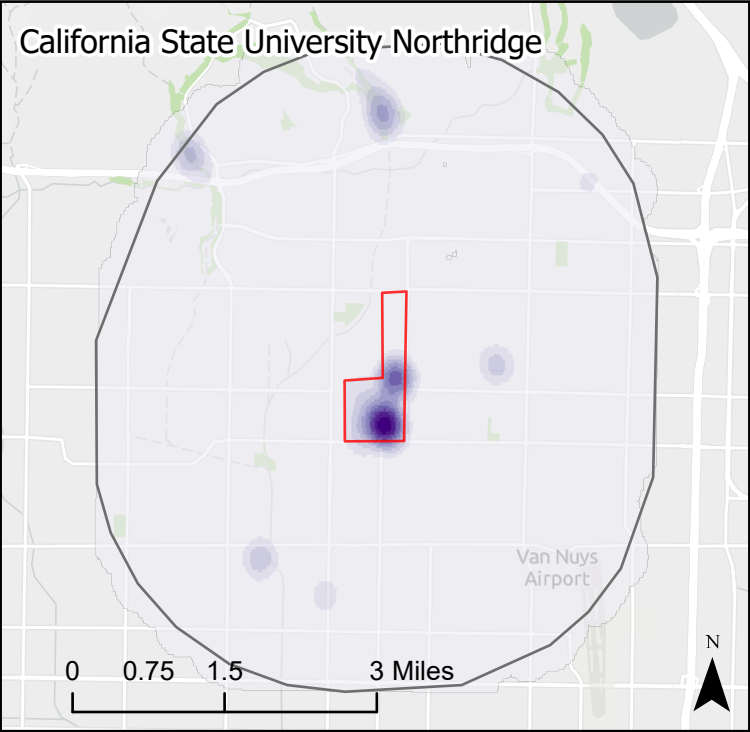 California State University Northridge
Van Nuys
Airport
0 0.75 1.5 3 Miles
N